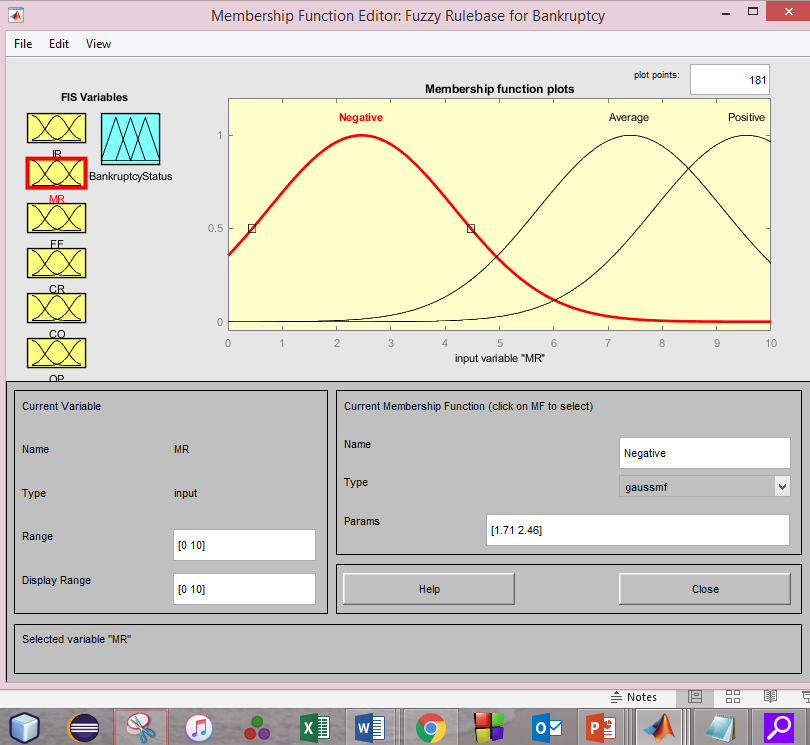 Membership Function Editor: Fuzzy Rulebase for Bankruptcy
File Edit View
FIS Variables
IR
MR
EF
CR
CO
OP
BankruptcyStatus
plot points: 181
Membership function plots
Negative Average Positive
1
0.5
0
0 1 2 3 4 5 6 7 8 9 10
input variable "MR"
Current Variable
Name MR
Type input
Range [0 10]
Display Range [0 10]
Current Membership Function (click on MF to select)
Name Negative
Type gaussmf
Params [1.71 2.46]
Help Close
Selected variable "MR"
Notes